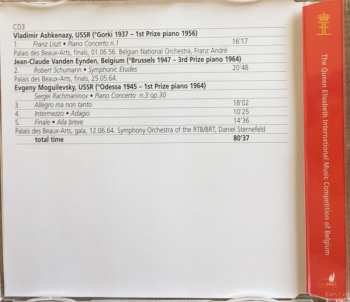 CD3
Vladimir Ashkenazy, USSR (°Gorki 1937 - 1st Prize piano 1956)
1. Franz Liszt • Piano Concerto n.1 16'17
Palais des Beaux-Arts, finals, 01.06.56. Belgian National Orchestra, Franz André
Jean-Claude Vanden Eynden, Belgium (°Brussels 1947 - 3rd Prize piano 1964)
2. Robert Schumann • Symphonic Etudes 20'48
Palais des Beaux-Arts, finals, 25.05.64.
Evgeny Moguilevsky, USSR (°Odessa 1945 - 1st Prize piano 1964)
Sergei Rachmaninov • Piano Concerto n.3 op.30
3. Allegro ma non tanto 18'02
4. Intermezzo • Adagio 10'25
5. Finale • Alla breve 14'36
Palais des Beaux-Arts, gala, 12.06.64. Symphony Orchestra of the RTB/BRT, Daniel Sternefeld
total time 80'37
The Queen Elisabeth International Music Competition of Belgium